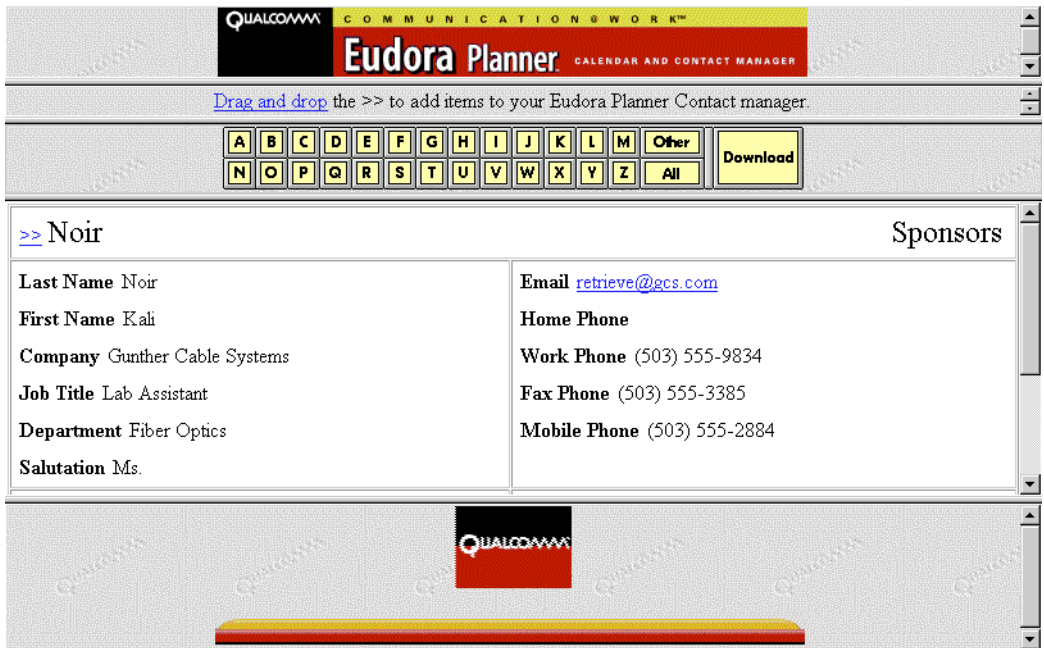 QUALCOMM COMMUNICATION@WORK™
Eudora Planner. CALENDAR AND CONTACT MANAGER
Drag and drop the >> to add items to your Eudora Planner Contact manager.
A B C D E F G H I J K L M Other
Download
N O P Q R S T U V W X Y Z All
>> Noir Sponsors
Last Name Noir
First Name Kali
Company Gunther Cable Systems
Job Title Lab Assistant
Department Fiber Optics
Salutation Ms.
Email retrieve@gcs.com
Home Phone
Work Phone (503) 555-9834
Fax Phone (503) 555-3385
Mobile Phone (503) 555-2884
QUALCOMM